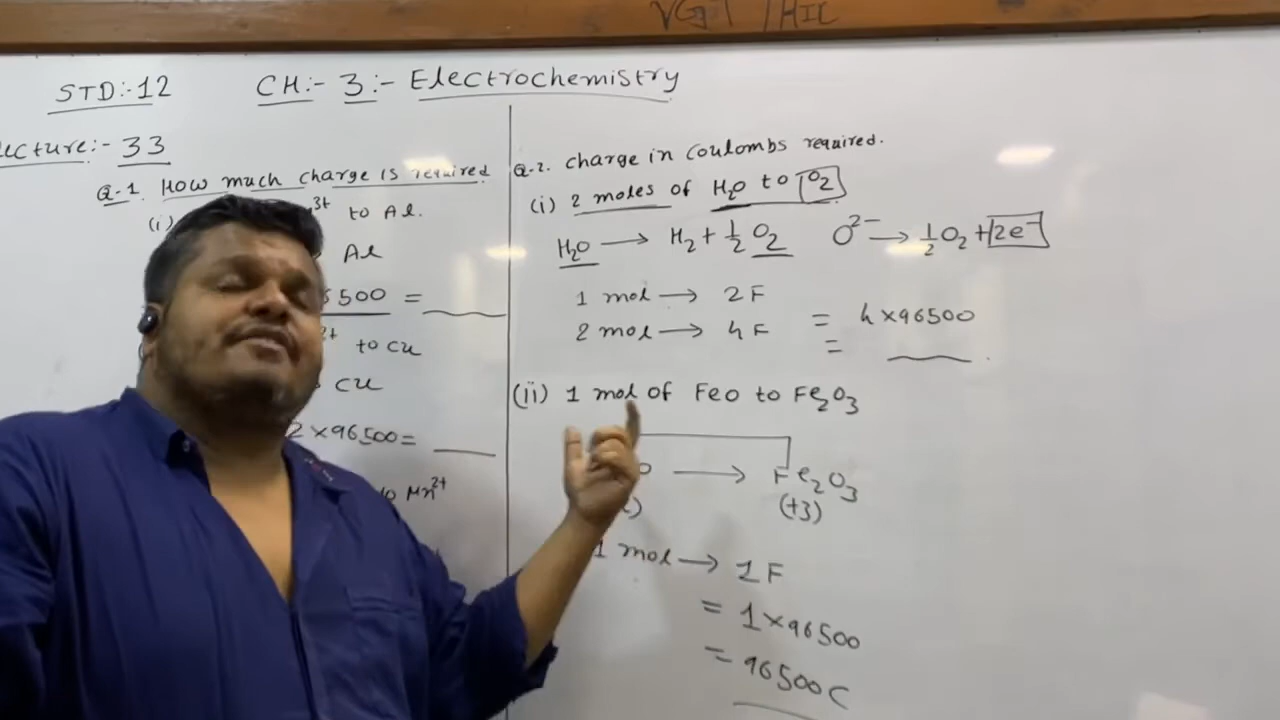 STD:-12 CH:- 3:- Electrochemistry
ecture:- 33
Q-1. How much charge is required
(i) 3+ to Al.
Al
6500 =
2+ to Cu
Cu
2×96500=
to Mn2+
Q-2. charge in Coulombs required.
(i) 2 moles of H2O to O2
H2O → H2 + 1/2 O2 O2- → 1/2 O2 + 2e-
1 mol → 2F
2 mol → 4F = 4×96500
=
(ii) 1 mol of FeO to Fe2O3
→ Fe2O3
(+3)
1 mol → 1F
= 1×96500
= 96500C